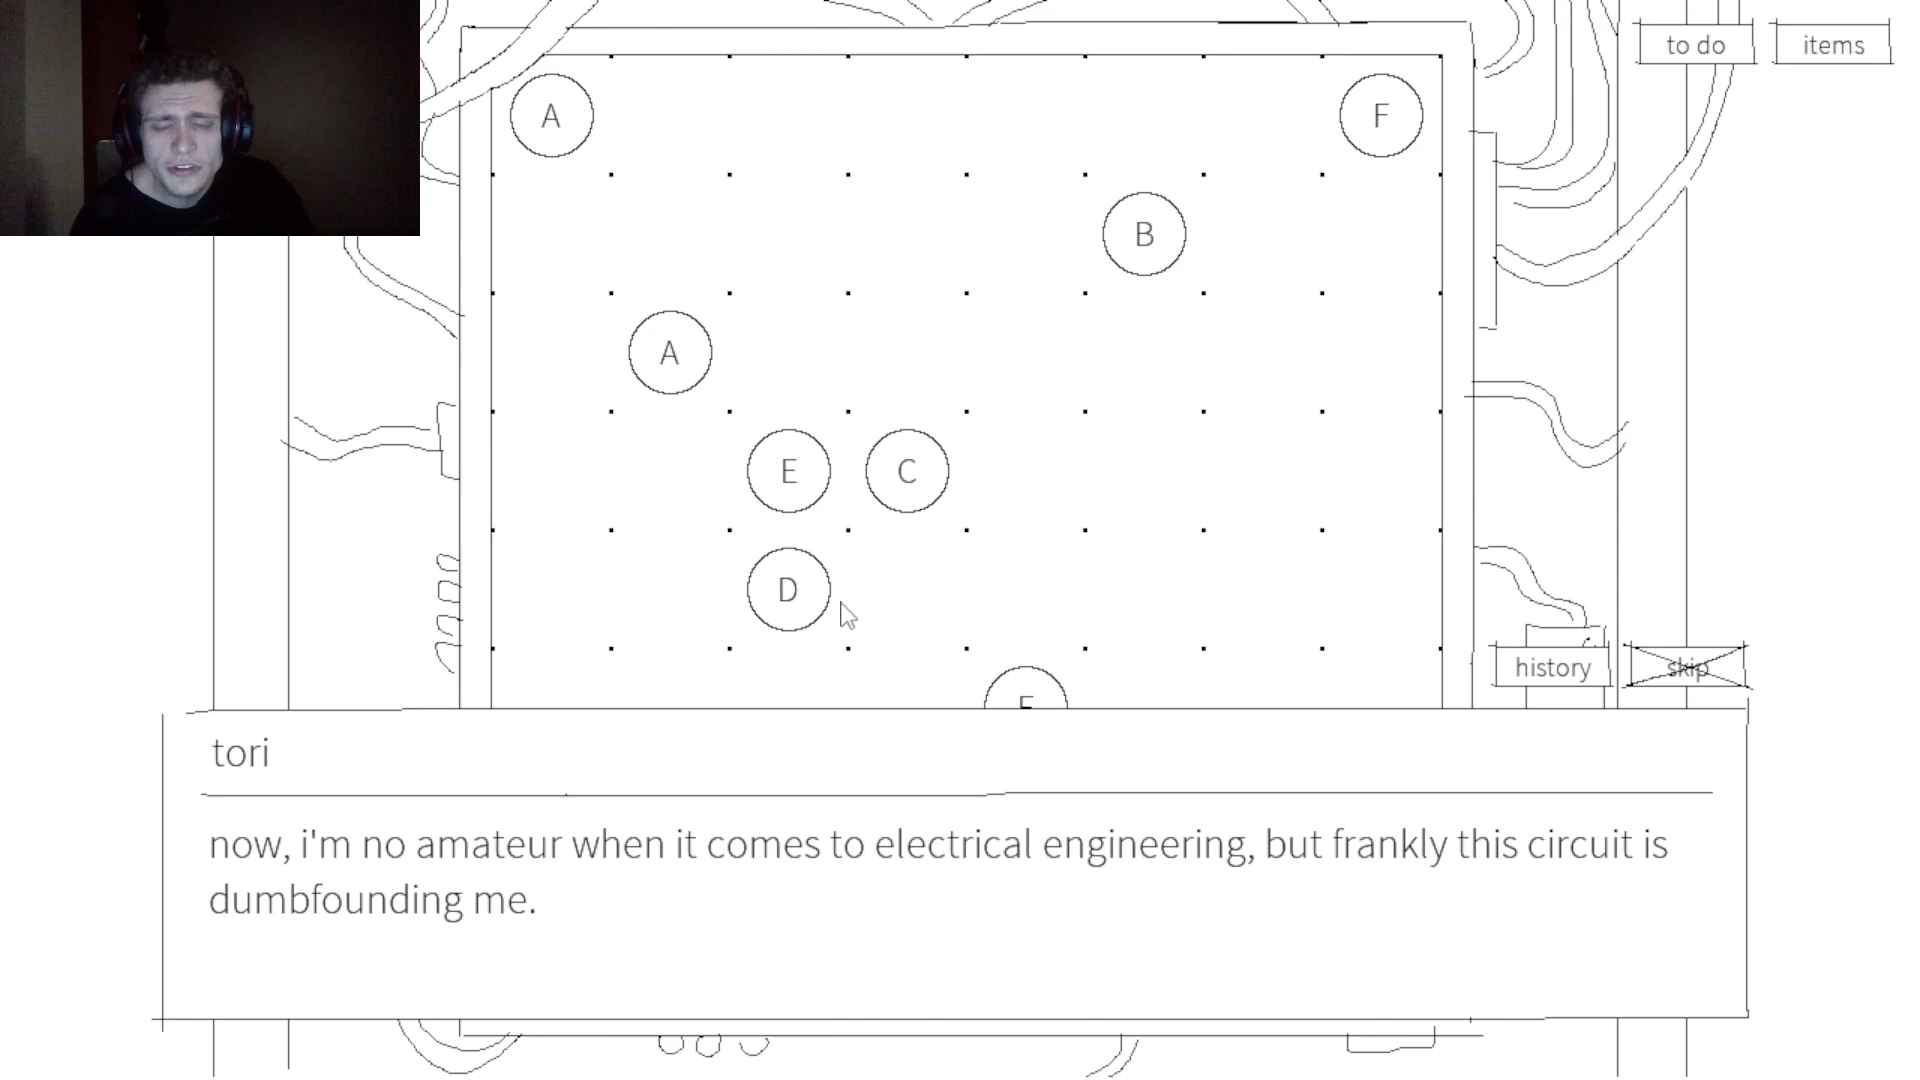 to do
items
A
F
B
A
E
C
D
history
skip
tori
now, i'm no amateur when it comes to electrical engineering, but frankly this circuit is
dumbfounding me.